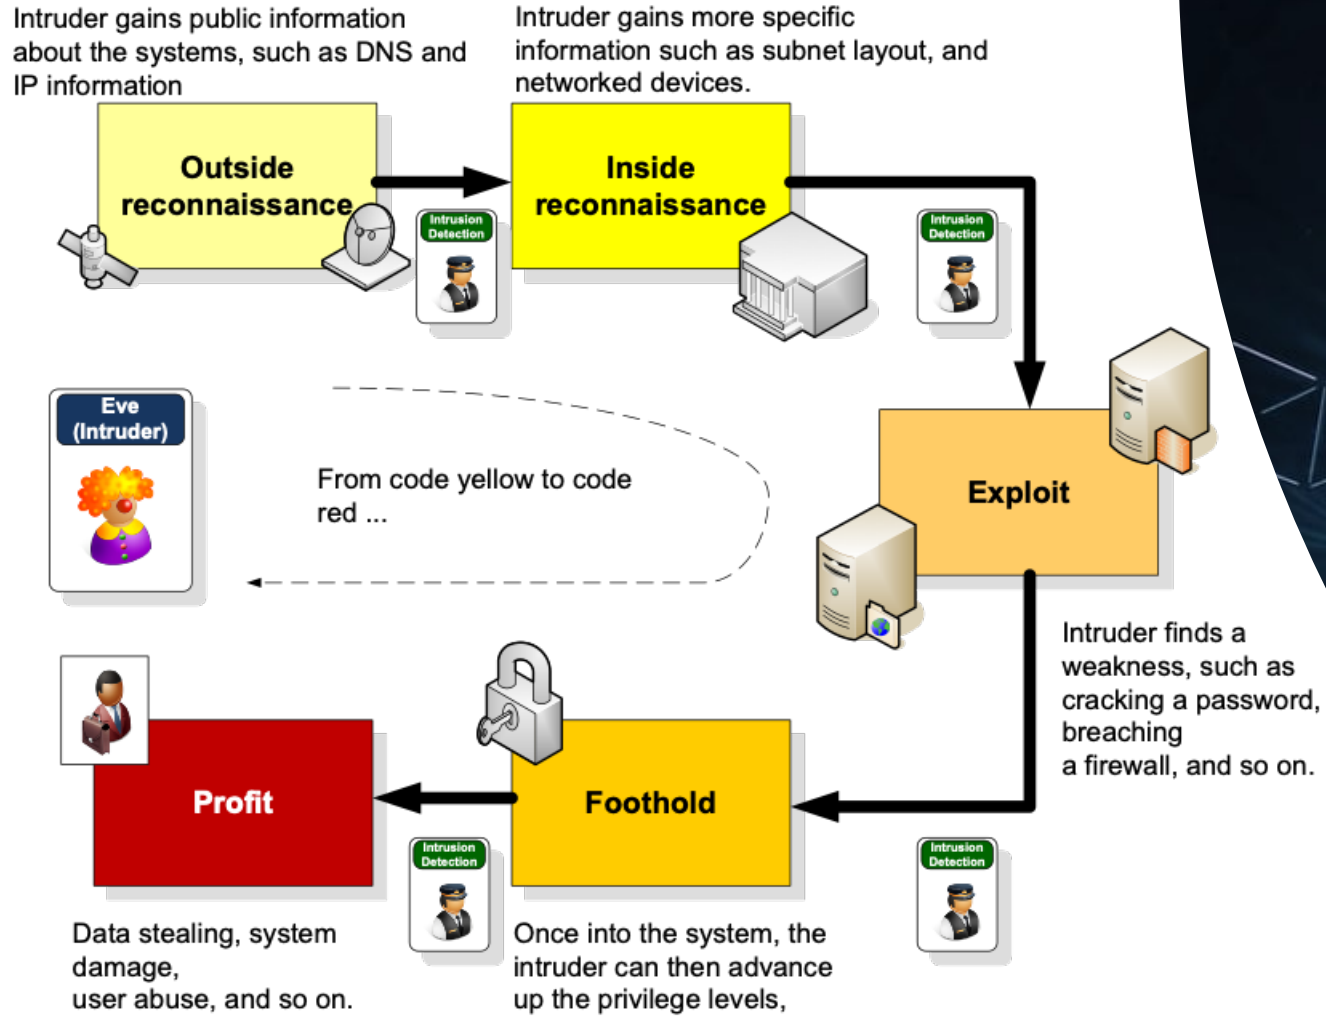 Intruder gains public information
about the systems, such as DNS and
IP information
Intruder gains more specific
information such as subnet layout, and
networked devices.
Outside
reconnaissance
Inside
reconnaissance
Intrusion
Detection
Intrusion
Detection
Eve
(Intruder)
From code yellow to code
red ...
Exploit
Intruder finds a
weakness, such as
cracking a password,
breaching
a firewall, and so on.
Profit
Foothold
Intrusion
Detection
Intrusion
Detection
Data stealing, system
damage,
user abuse, and so on.
Once into the system, the
intruder can then advance
up the privilege levels,